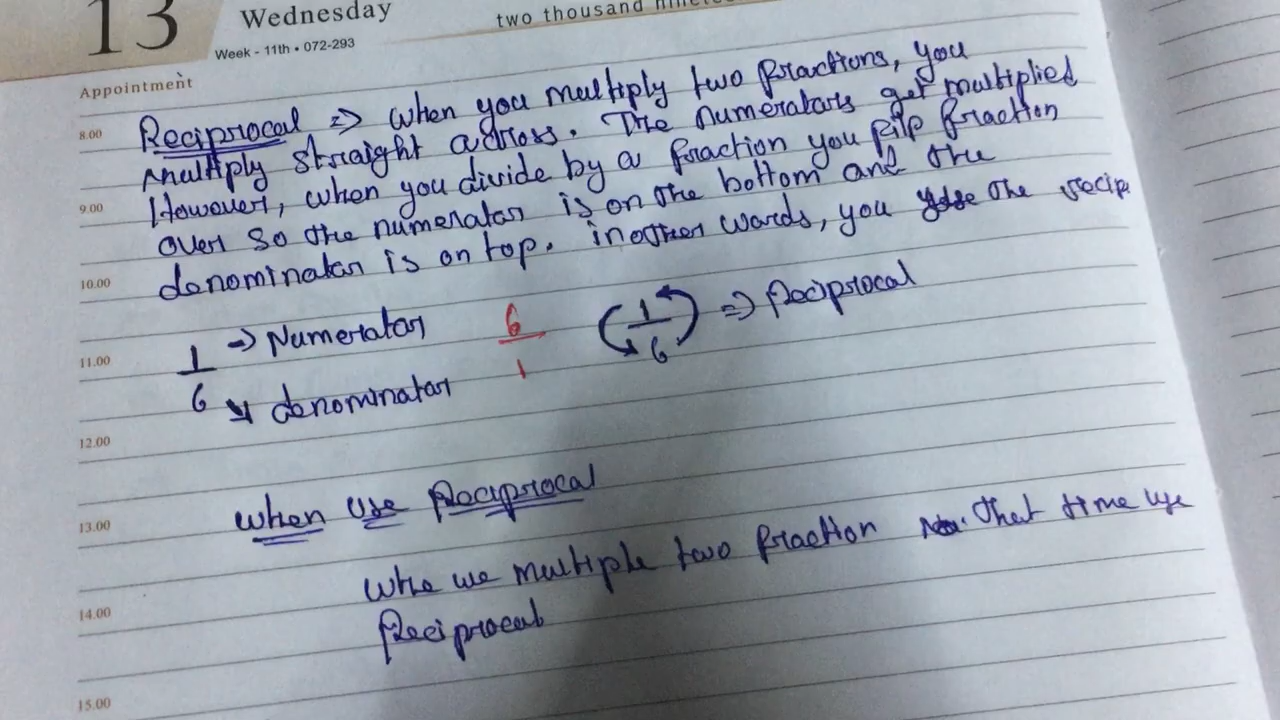 13 Wednesday two thousand
Week - 11th • 072-293
Appointment
8.00 Reciprocal => When you multiply two fractions, you
multiply straight across. The numerators get multiplied
9.00 However, when you divide by a fraction you flip fraction
over so the numerator is on the bottom and the
10.00 denominator is on top. in other words, you use the recip
1 => Numerator 6 1 => Reciprocal
11.00 6 denominator 1 6
12.00
when use Reciprocal
13.00
whe we multiple two fraction that time use
14.00 Reciprocal
15.00